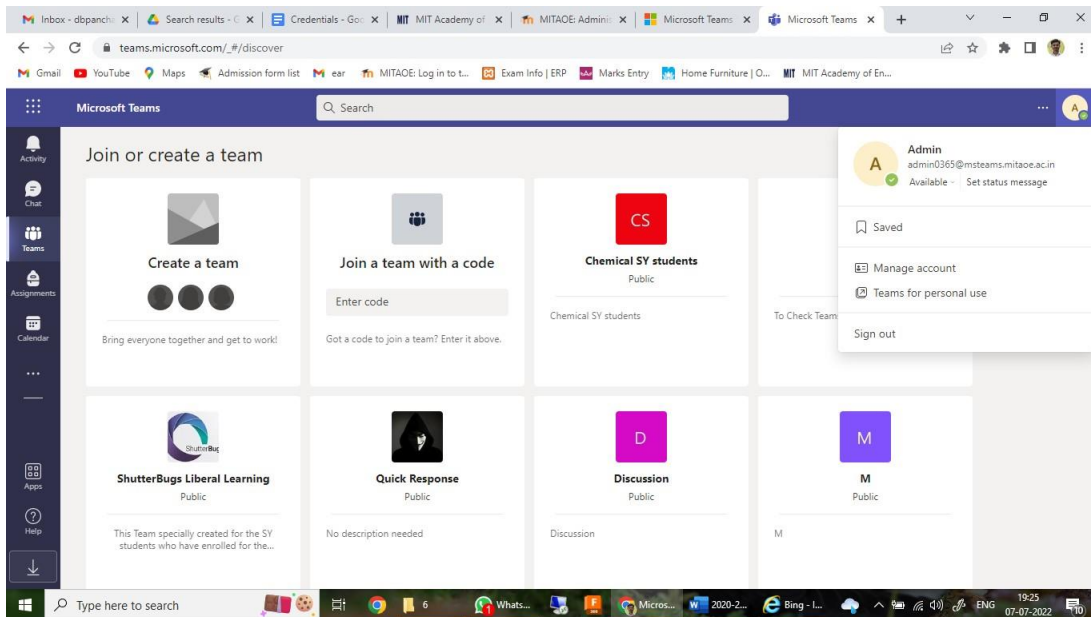 Inbox - dbpancha
Search results - G
Credentials - Goo
MIT MIT Academy of
MITAOE: Adminis
Microsoft Teams
Microsoft Teams
teams.microsoft.com/_#/discover
Gmail
YouTube
Maps
Admission form list
ear
MITAOE: Log in to t...
Exam Info | ERP
Marks Entry
Home Furniture | O...
MIT MIT Academy of En...
Microsoft Teams
Search
Activity
Chat
Teams
Assignments
Calendar
Apps
Help
Join or create a team
Create a team
Bring everyone together and get to work!
Join a team with a code
Enter code
Got a code to join a team? Enter it above.
CS
Chemical SY students
Public
Chemical SY students
To Check Team
A
A
Admin
admin0365@msteams.mitaoe.ac.in
Available
Set status message
Saved
Manage account
Teams for personal use
Sign out
ShutterBug
ShutterBugs Liberal Learning
Public
This Team specially created for the SY
students who have enrolled for the...
Quick Response
Public
No description needed
D
Discussion
Public
Discussion
M
M
Public
M
Type here to search
6
Whats...
Micros...
2020-2...
Bing - I...
ENG
19:25
07-07-2022